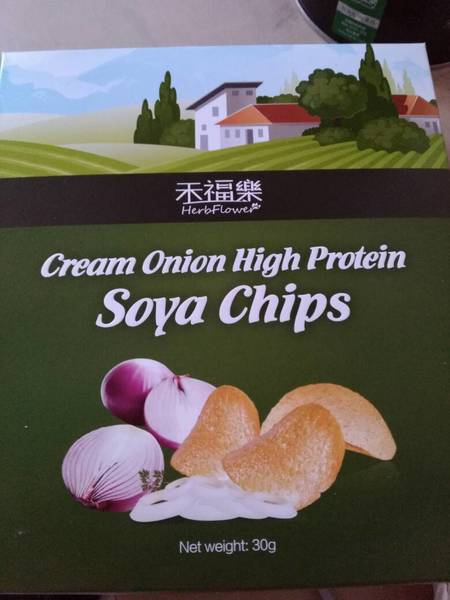 禾福樂
HerbFlower
Cream Onion High Protein
Soya Chips
Net weight: 30g